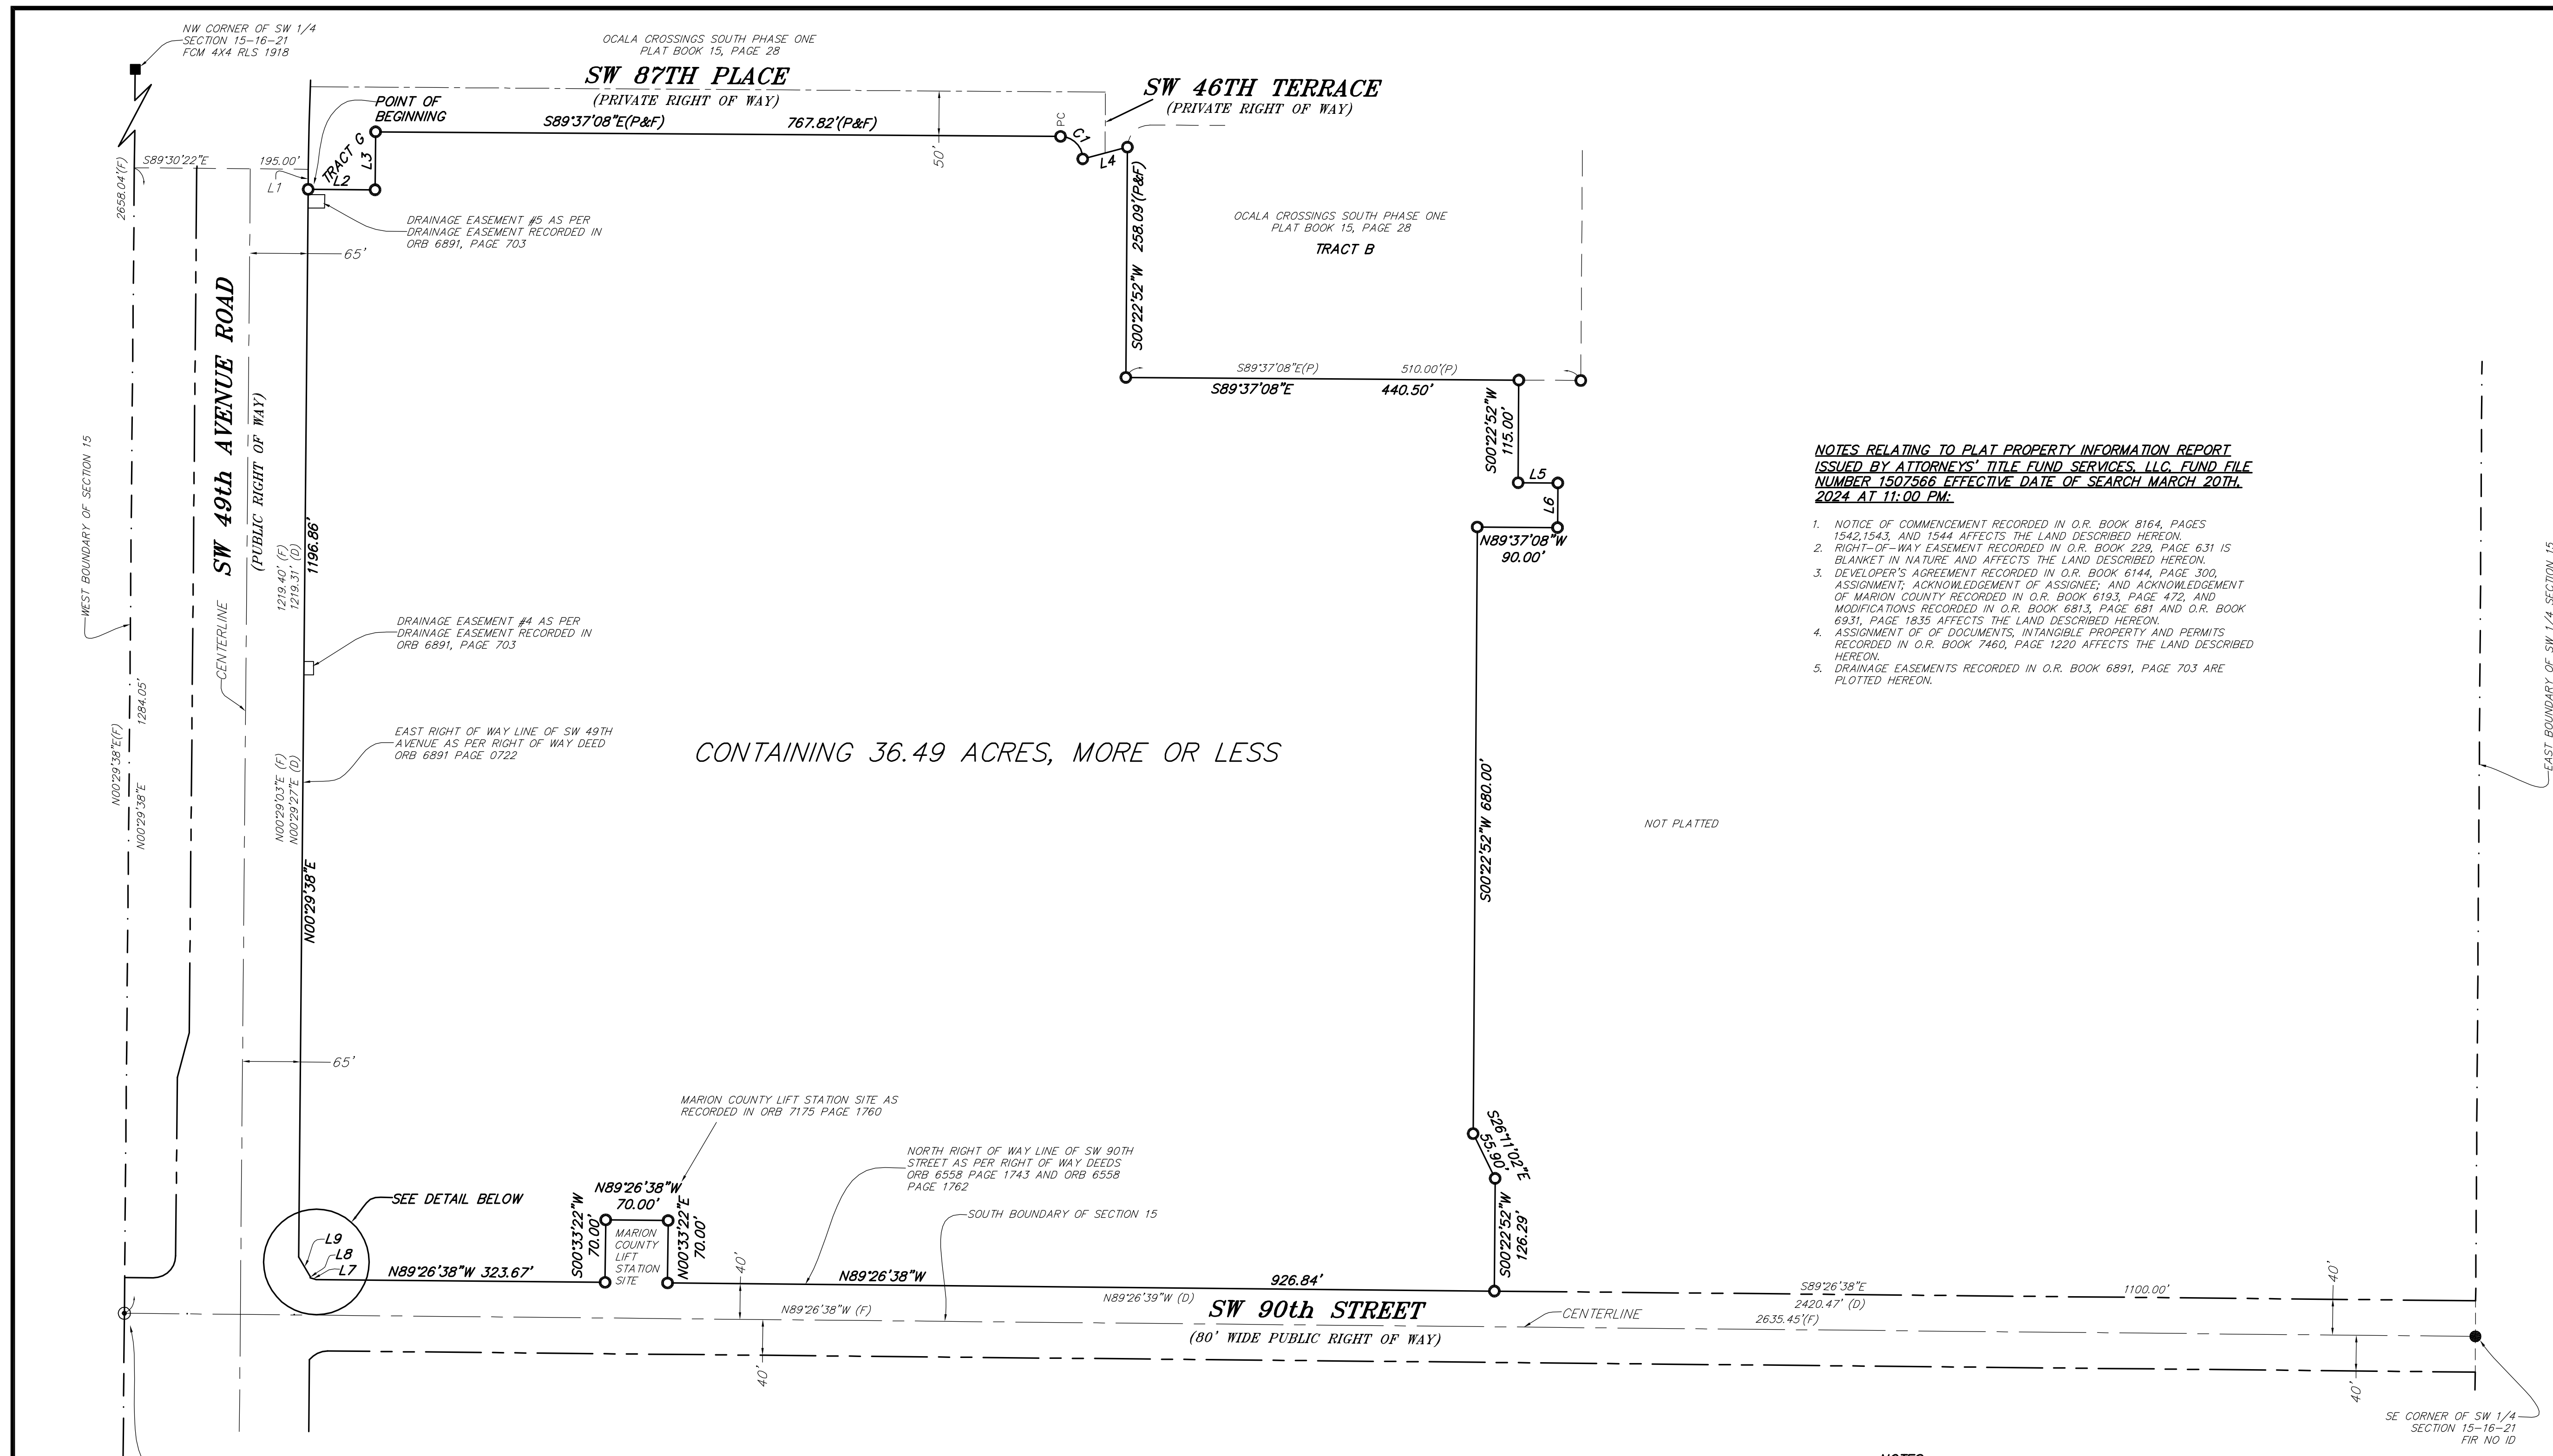 NW CORNER OF SW 1/4
SECTION 15-16-21
FCM 4X4 RLS 1918
OCALA CROSSINGS SOUTH PHASE ONE
PLAT BOOK 15, PAGE 28
SW 87TH PLACE
(PRIVATE RIGHT OF WAY)
SW 46TH TERRACE
(PRIVATE RIGHT OF WAY)
POINT OF
BEGINNING
S89°37'08"E(P&F)
767.82'(P&F)
PC
C1
L4
50'
TRACT G
L3
L2
L1
S89°30'22"E
195.00'
2658.04'(F)
DRAINAGE EASEMENT #5 AS PER
DRAINAGE EASEMENT RECORDED IN
ORB 6891, PAGE 703
65'
S00°22'52"W 258.09'(P&F)
OCALA CROSSINGS SOUTH PHASE ONE
PLAT BOOK 15, PAGE 28
TRACT B
S89°37'08"E(P)
510.00'(P)
S89°37'08"E
440.50'
S00°22'52"W
115.00'
L5
L6
N89°37'08"W
90.00'
SW 49th AVENUE ROAD
(PUBLIC RIGHT OF WAY)
WEST BOUNDARY OF SECTION 15
CENTERLINE
1219.40' (F)
1219.31' (D)
1196.86'
DRAINAGE EASEMENT #4 AS PER
DRAINAGE EASEMENT RECORDED IN
ORB 6891, PAGE 703
N00°29'38"E(F)
1284.05'
N00°29'38"E
EAST RIGHT OF WAY LINE OF SW 49TH
AVENUE AS PER RIGHT OF WAY DEED
ORB 6891 PAGE 0722
N00°29'03"E (F)
N00°29'27"E (D)
N00°29'38"E
CONTAINING 36.49 ACRES, MORE OR LESS
S00°22'52"W 680.00'
NOT PLATTED
NOTES RELATING TO PLAT PROPERTY INFORMATION REPORT
ISSUED BY ATTORNEYS' TITLE FUND SERVICES, LLC, FUND FILE
NUMBER 1507566 EFFECTIVE DATE OF SEARCH MARCH 20TH,
2024 AT 11:00 PM:
1. NOTICE OF COMMENCEMENT RECORDED IN O.R. BOOK 8164, PAGES
1542,1543, AND 1544 AFFECTS THE LAND DESCRIBED HEREON.
2. RIGHT-OF-WAY EASEMENT RECORDED IN O.R. BOOK 229, PAGE 631 IS
BLANKET IN NATURE AND AFFECTS THE LAND DESCRIBED HEREON.
3. DEVELOPER'S AGREEMENT RECORDED IN O.R. BOOK 6144, PAGE 300,
ASSIGNMENT; ACKNOWLEDGEMENT OF ASSIGNEE; AND ACKNOWLEDGEMENT
OF MARION COUNTY RECORDED IN O.R. BOOK 6193, PAGE 472, AND
MODIFICATIONS RECORDED IN O.R. BOOK 6813, PAGE 681 AND O.R. BOOK
6931, PAGE 1835 AFFECTS THE LAND DESCRIBED HEREON.
4. ASSIGNMENT OF OF DOCUMENTS, INTANGIBLE PROPERTY AND PERMITS
RECORDED IN O.R. BOOK 7460, PAGE 1220 AFFECTS THE LAND DESCRIBED
HEREON.
5. DRAINAGE EASEMENTS RECORDED IN O.R. BOOK 6891, PAGE 703 ARE
PLOTTED HEREON.
EAST BOUNDARY OF SW 1/4 SECTION 15
65'
MARION COUNTY LIFT STATION SITE AS
RECORDED IN ORB 7175 PAGE 1760
NORTH RIGHT OF WAY LINE OF SW 90TH
STREET AS PER RIGHT OF WAY DEEDS
ORB 6558 PAGE 1743 AND ORB 6558
PAGE 1762
S26°11'02"E
55.90'
S00°22'52"W
126.29'
SEE DETAIL BELOW
L9
L8
L7
N89°26'38"W 323.67'
S00°33'22"W
70.00'
N89°26'38"W
70.00'
MARION
COUNTY
LIFT
STATION
SITE
N00°33'22"E
70.00'
SOUTH BOUNDARY OF SECTION 15
40'
N89°26'38"W
926.84'
N89°26'38"W (F)
N89°26'39"W (D)
SW 90th STREET
(80' WIDE PUBLIC RIGHT OF WAY)
CENTERLINE
S89°26'38"E
1100.00'
2420.47' (D)
2635.45'(F)
40'
40'
40'
SE CORNER OF SW 1/4
SECTION 15-16-21
FIR NO ID